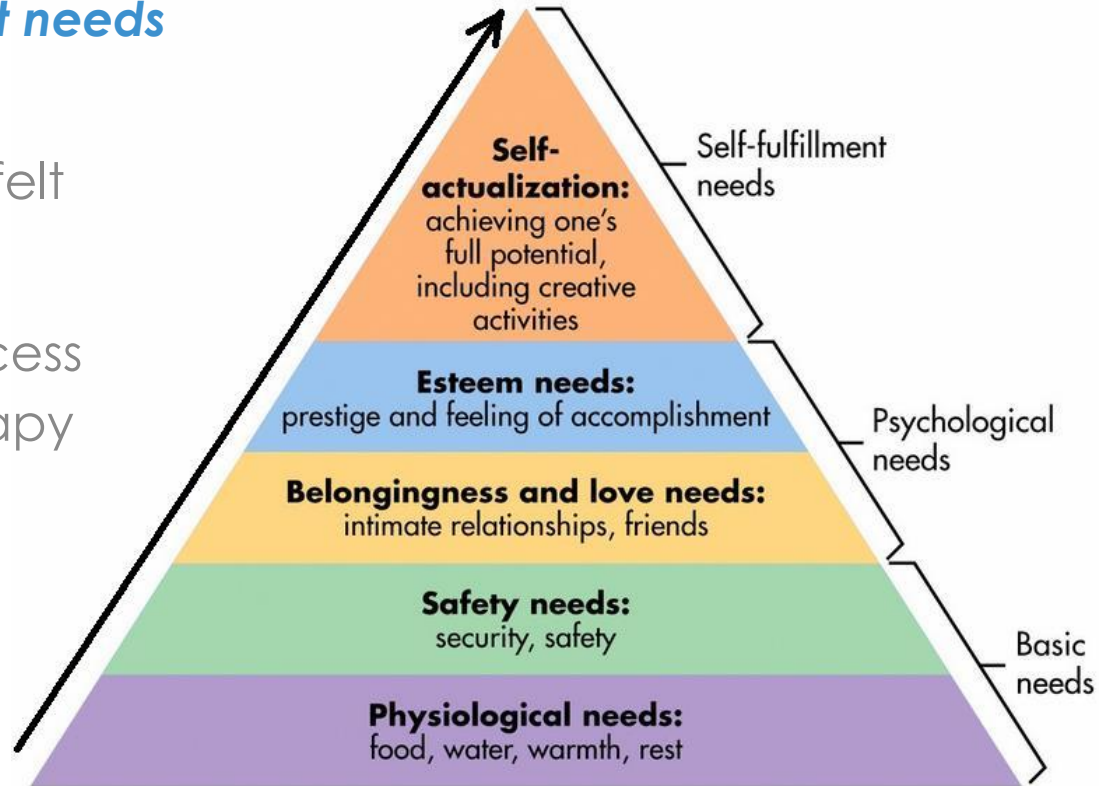 needs
felt
Self-
actualization:
achieving one's
full potential,
including creative
activities
Self-fulfillment
needs
Esteem needs:
prestige and feeling of accomplishment
Psychological
needs
Belongingness and love needs:
intimate relationships, friends
Safety needs:
security, safety
Basic
needs
Physiological needs:
food, water, warmth, rest